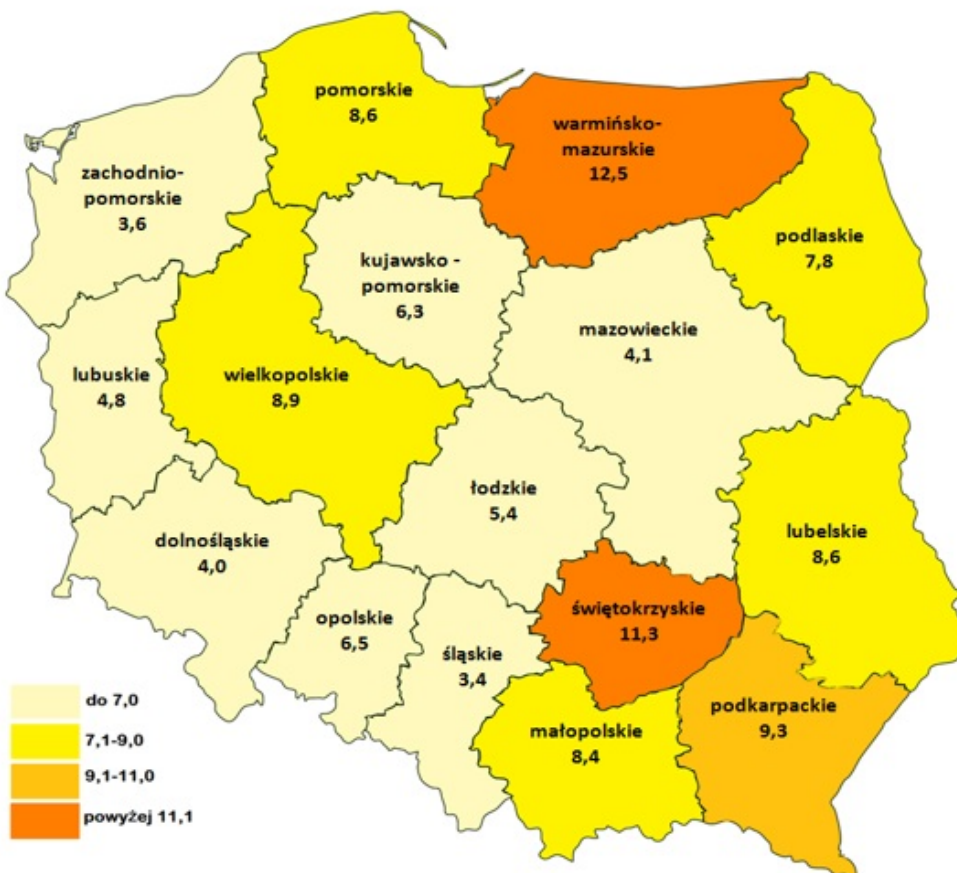 pomorskie
8,6
warmińsko-
mazurskie
12,5
zachodnio-
pomorskie
3,6
podlaskie
7,8
kujawsko -
pomorskie
6,3
mazowieckie
4,1
lubuskie
4,8
wielkopolskie
8,9
łodzkie
5,4
lubelskie
8,6
dolnośląskie
4,0
świętokrzyskie
11,3
opolskie
6,5
śląskie
3,4
podkarpackie
9,3
małopolskie
8,4
do 7,0
7,1-9,0
9,1-11,0
powyżej 11,1